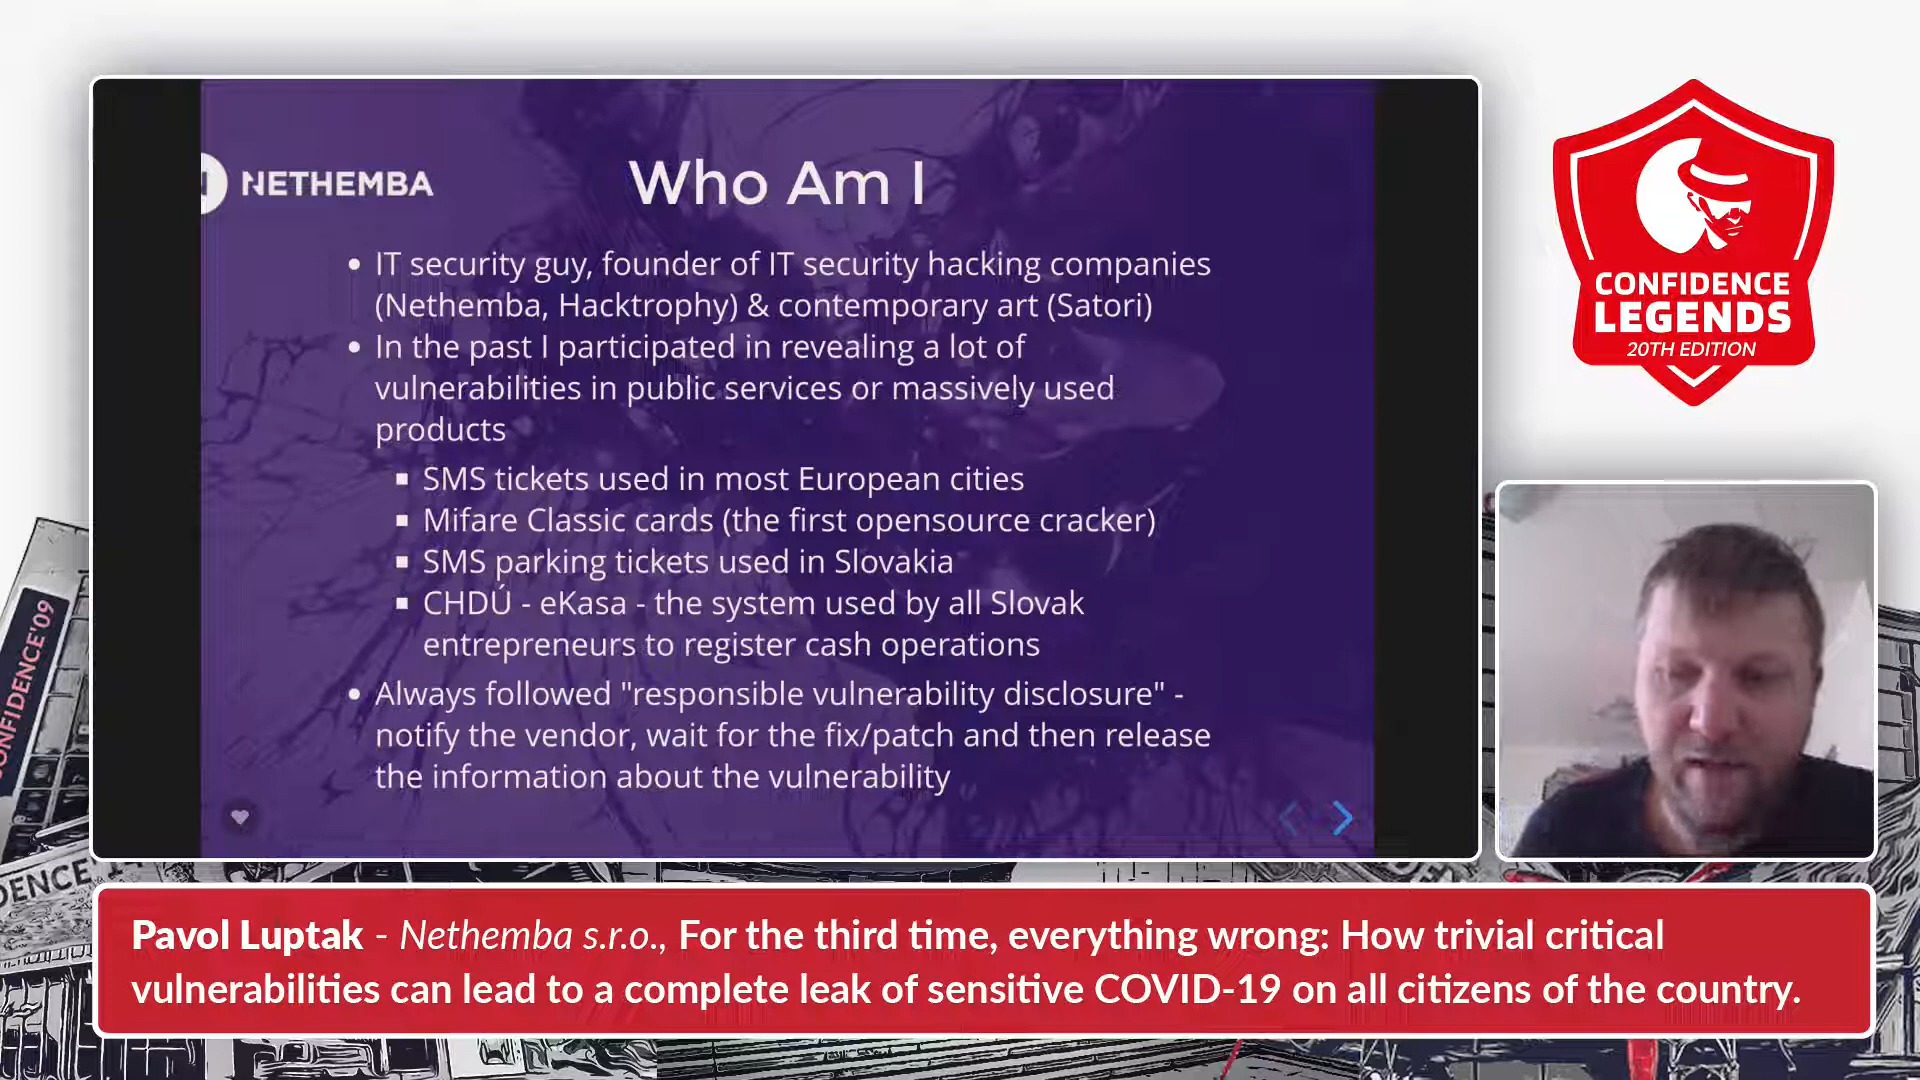 NETHEMBA
Who Am I
• IT security guy, founder of IT security hacking companies
(Nethemba, Hacktrophy) & contemporary art (Satori)
• In the past I participated in revealing a lot of
vulnerabilities in public services or massively used
products
▪ SMS tickets used in most European cities
▪ Mifare Classic cards (the first opensource cracker)
▪ SMS parking tickets used in Slovakia
▪ CHDÚ - eKasa - the system used by all Slovak
entrepreneurs to register cash operations
• Always followed "responsible vulnerability disclosure" -
notify the vendor, wait for the fix/patch and then release
the information about the vulnerability
CONFIDENCE
LEGENDS
20TH EDITION
CONFIDENCE'09
Pavol Luptak - Nethemba s.r.o., For the third time, everything wrong: How trivial critical
vulnerabilities can lead to a complete leak of sensitive COVID-19 on all citizens of the country.